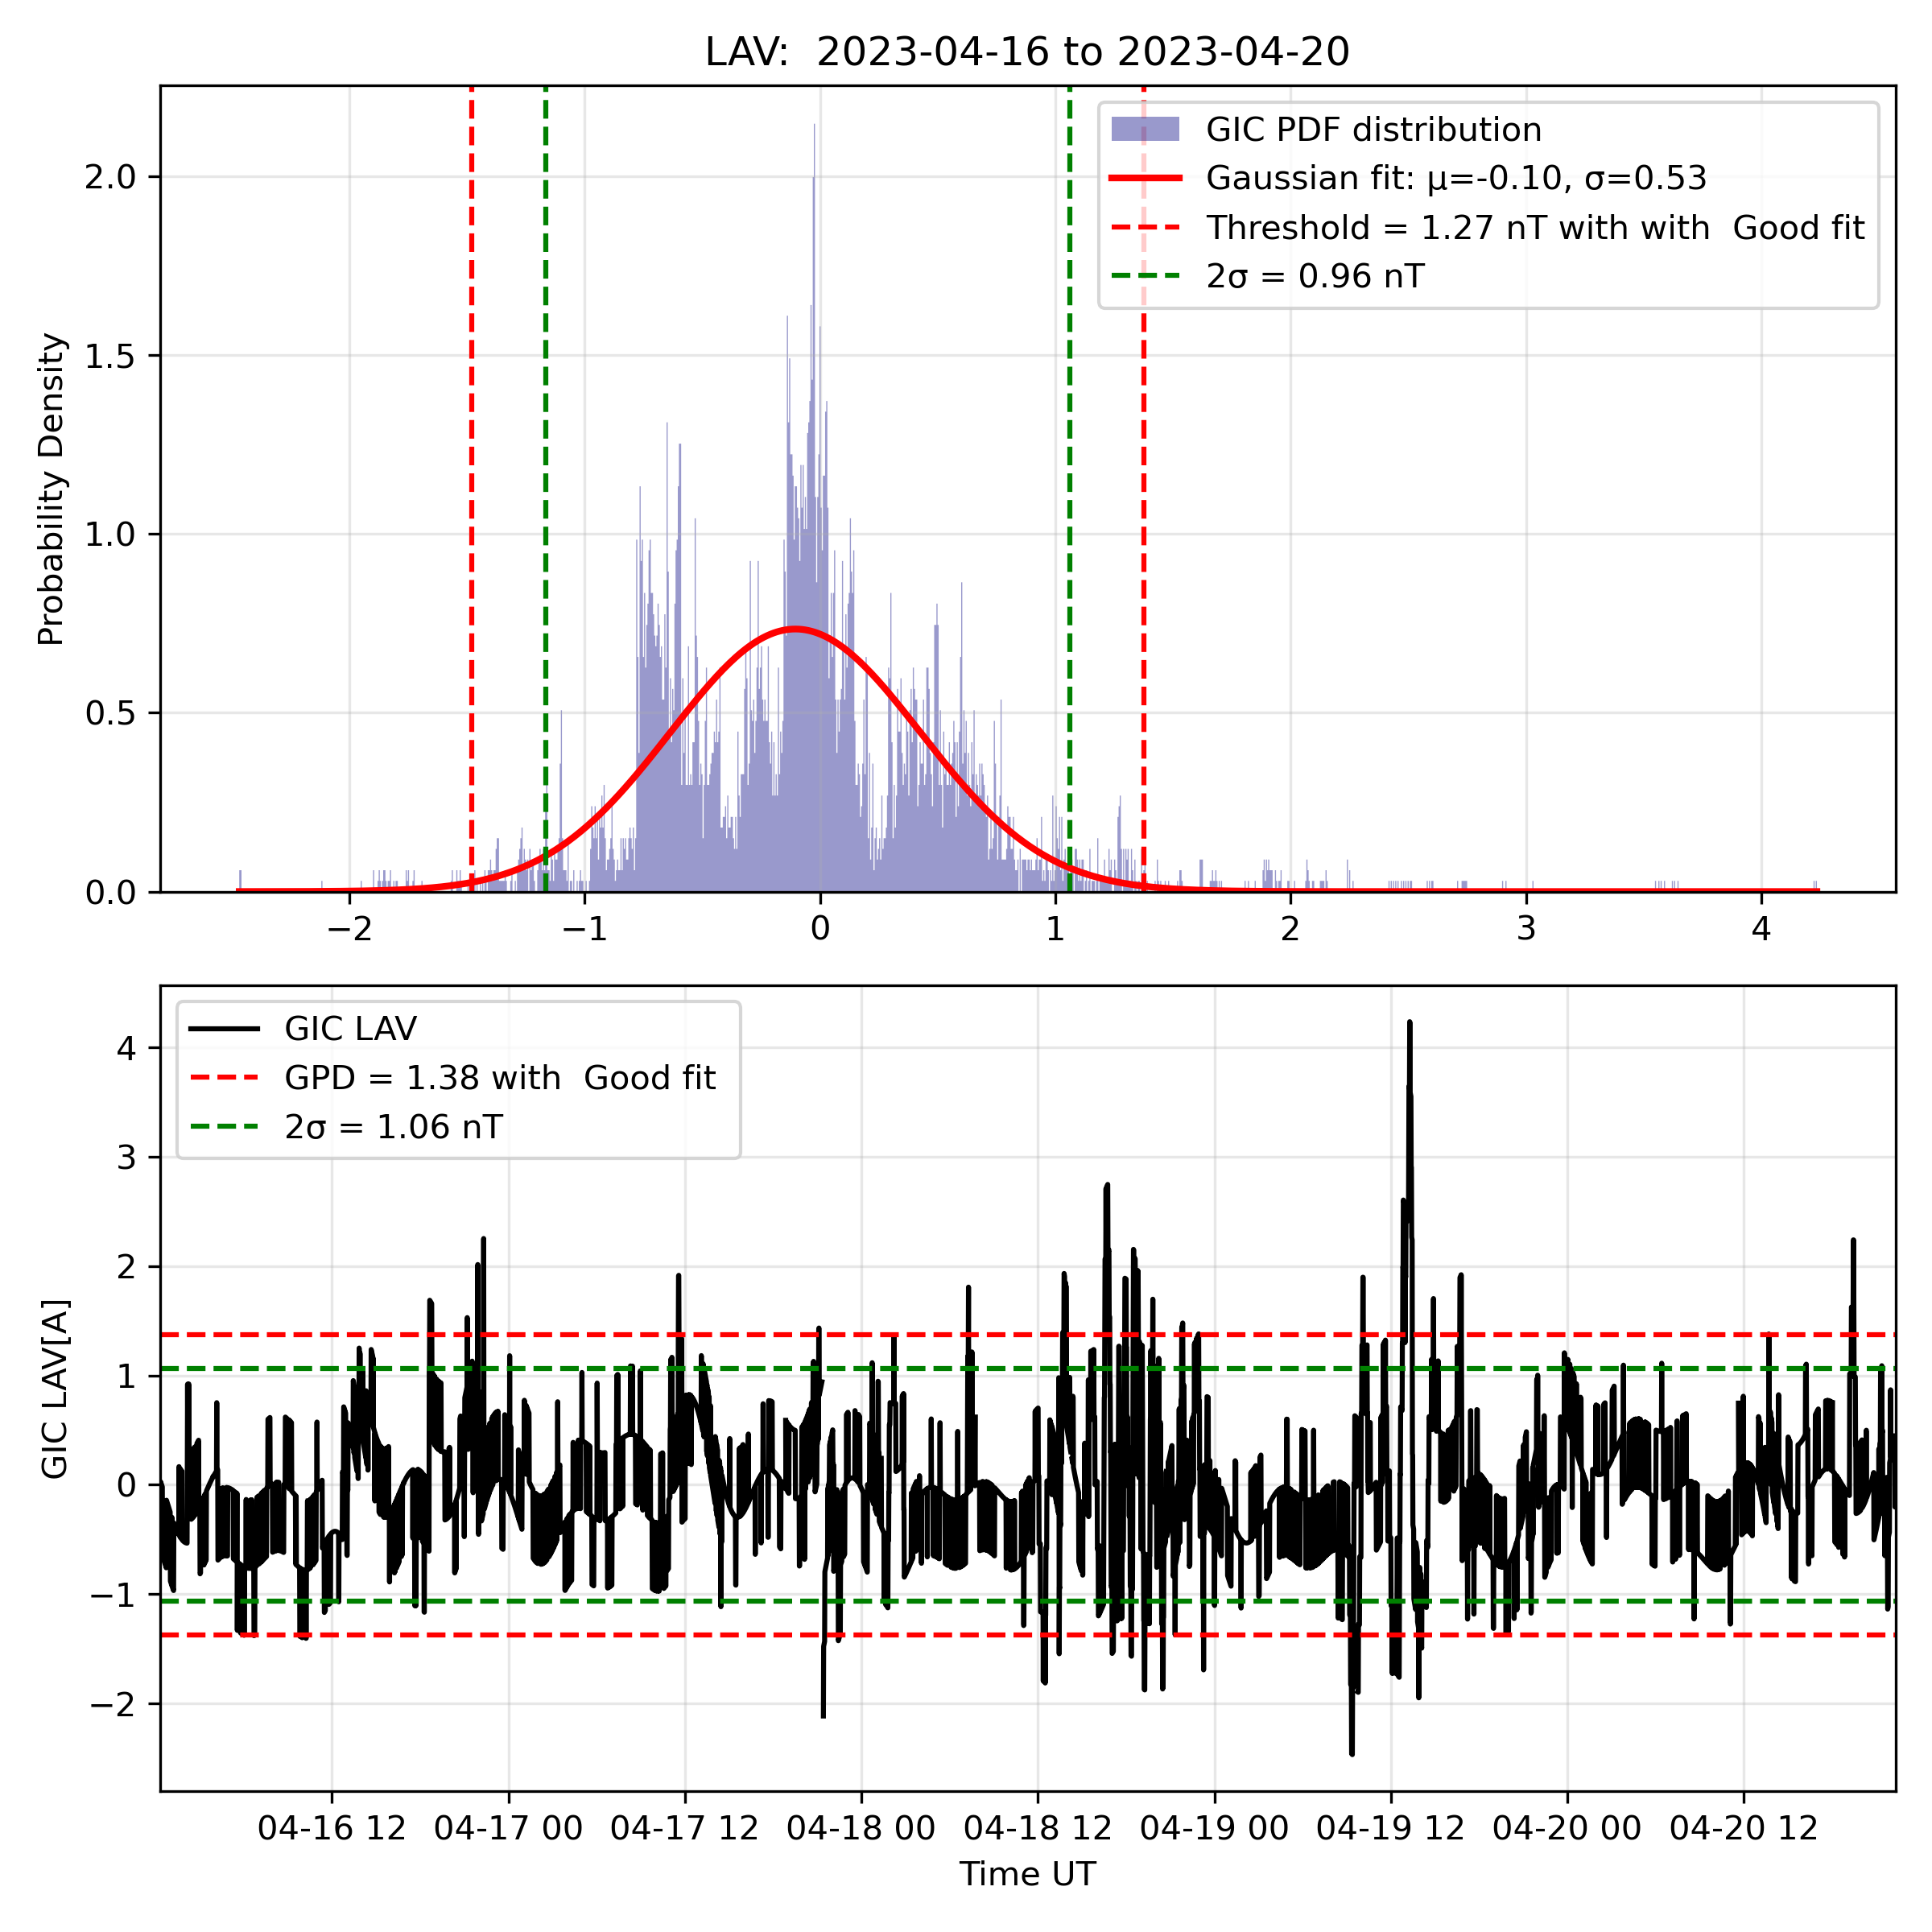 LAV:  2023-04-16 to 2023-04-20
GIC PDF distribution
Gaussian fit: μ=-0.10, σ=0.53
Threshold = 1.27 nT with with  Good fit
2σ = 0.96 nT
Probability Density
2.0
1.5
1.0
0.5
0.0
−2
−1
0
1
2
3
4
GIC LAV
GPD = 1.38 with  Good fit
2σ = 1.06 nT
GIC LAV[A]
4
3
2
1
0
−1
−2
04-16 12
04-17 00
04-17 12
04-18 00
04-18 12
04-19 00
04-19 12
04-20 00
04-20 12
Time UT